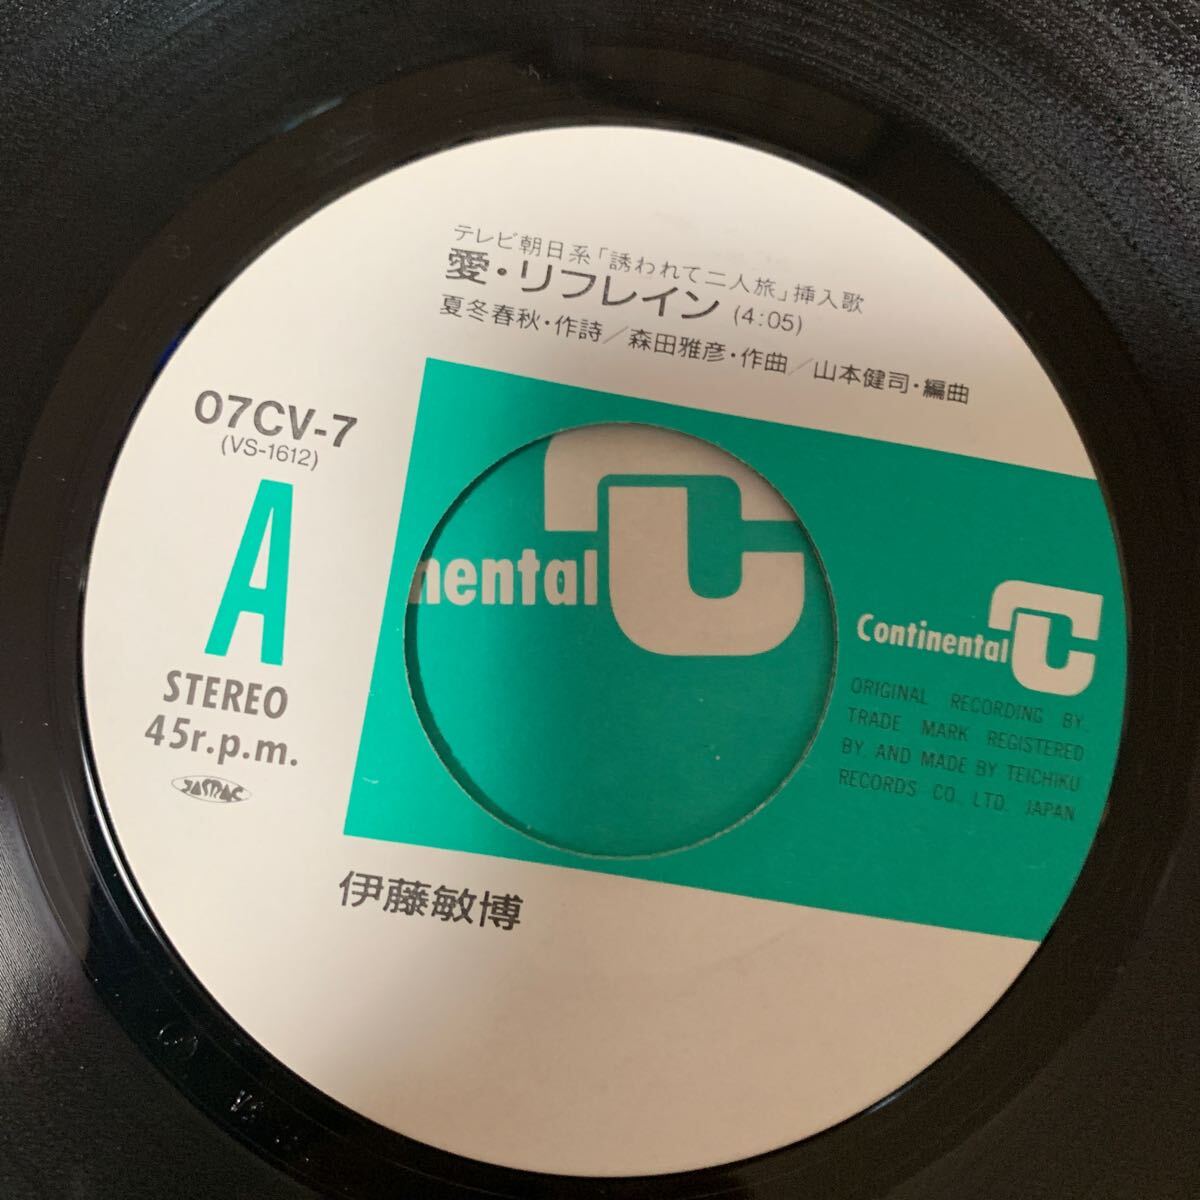 テレビ朝日系「誘われて二人旅」挿入歌
愛・リフレイン (4:05)
夏冬春秋・作詩/森田雅彦・作曲/山本健司・編曲
07CV-7
(VS-1612)
A
STEREO
45r.p.m.
JASRAC
nental
Continental
ORIGINAL RECORDING BY.
TRADE MARK REGISTERED
BY. AND MADE BY TEICHIKU
RECORDS CO., LTD. JAPAN
伊藤敏博